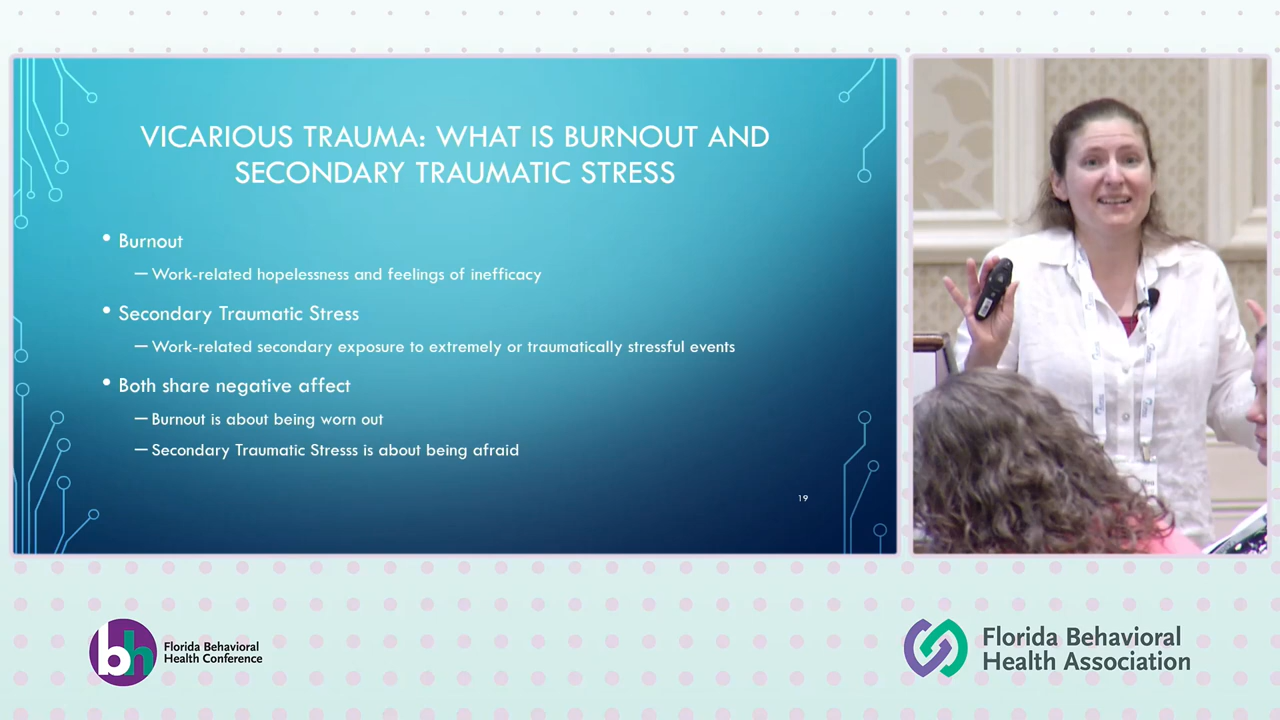 VICARIOUS TRAUMA: WHAT IS BURNOUT AND
SECONDARY TRAUMATIC STRESS
• Burnout
— Work-related hopelessness and feelings of inefficacy
• Secondary Traumatic Stress
— Work-related secondary exposure to extremely or traumatically stressful events
• Both share negative affect
— Burnout is about being worn out
— Secondary Traumatic Stresss is about being afraid
19
bh
Florida Behavioral
Health Conference
Florida Behavioral
Health Association